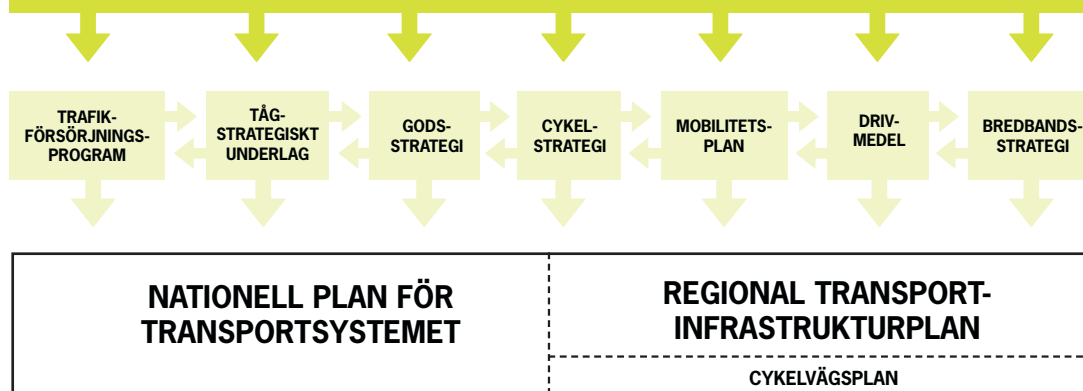 TRAFIK-
FÖRSÖRJNINGS-
PROGRAM
TÅG-
STRATEGISKT
UNDERLAG
GODS-
STRATEGI
CYKEL-
STRATEGI
MOBILITETS-
PLAN
DRIV-
MEDEL
BREDBANDS-
STRATEGI
NATIONELL PLAN FÖR
TRANSPORTSYSTEMET
REGIONAL TRANSPORT-
INFRASTRUKTURPLAN
CYKELVÄGSPLAN